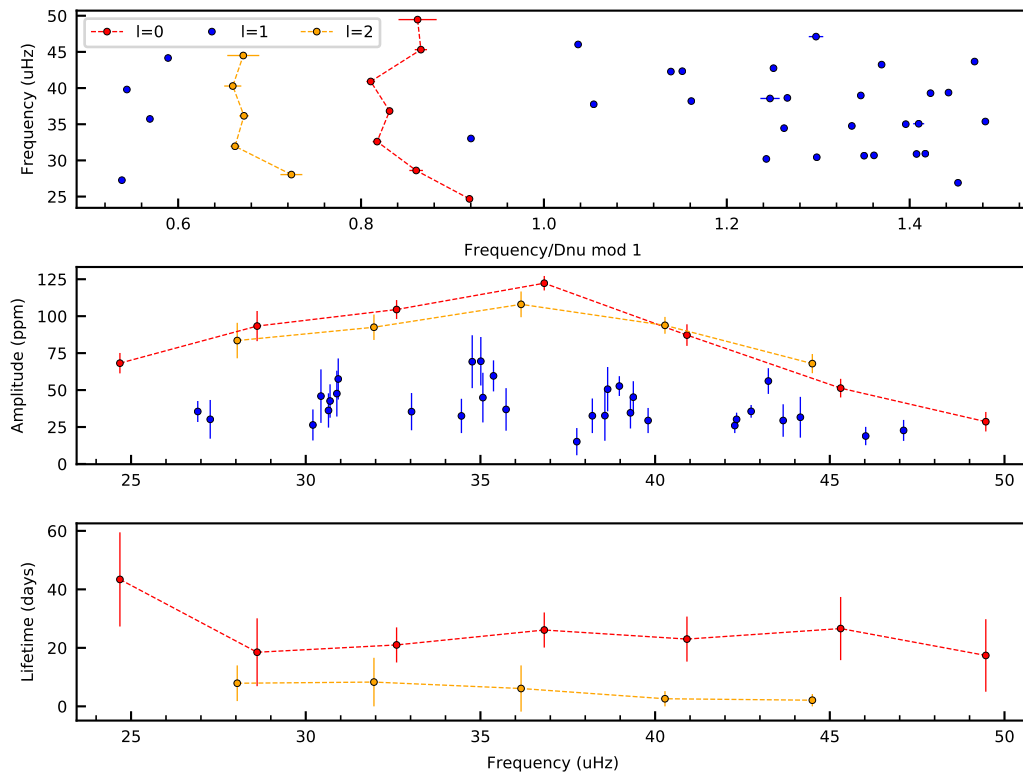 50
45
40
35
30
25
Frequency (uHz)
l=0 l=1 l=2
0.6 0.8 1.0 1.2 1.4
Frequency/Dnu mod 1
125
100
75
50
25
0
Amplitude (ppm)
25 30 35 40 45 50
60
40
20
0
Lifetime (days)
25 30 35 40 45 50
Frequency (uHz)